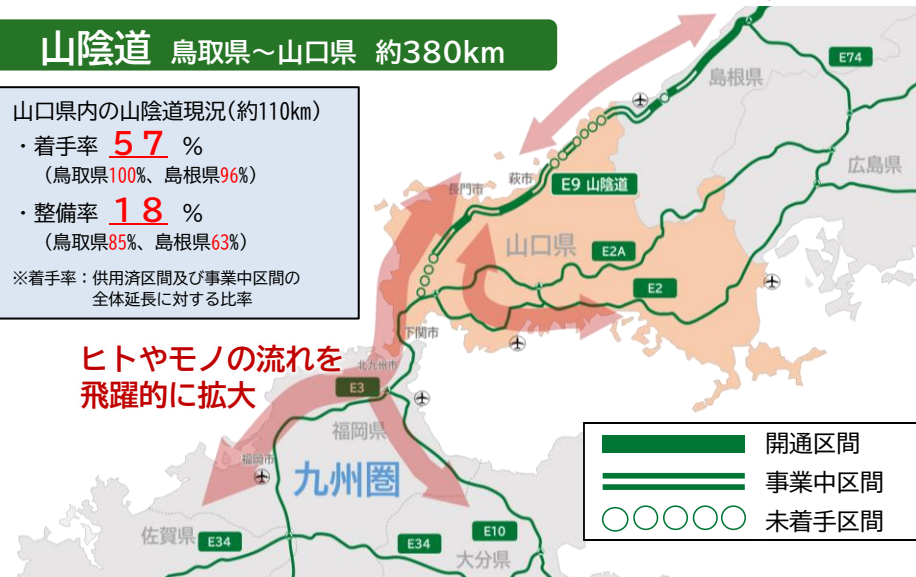 山陰道 鳥取県～山口県 約380km
山口県内の山陰道現況(約110km)
・着手率 57 %
(鳥取県100%、島根県96%)
・整備率 18 %
(鳥取県85%、島根県63%)
※着手率：供用済区間及び事業中区間の
全体延長に対する比率
ヒトやモノの流れを
飛躍的に拡大
E74
島根県
広島県
萩市
長門市
E9 山陰道
山口県
E2A
E2
下関市
北九州市
E3
福岡県
福岡市
九州圏
佐賀県
E34
E34
E10
大分県
開通区間
事業中区間
未着手区間